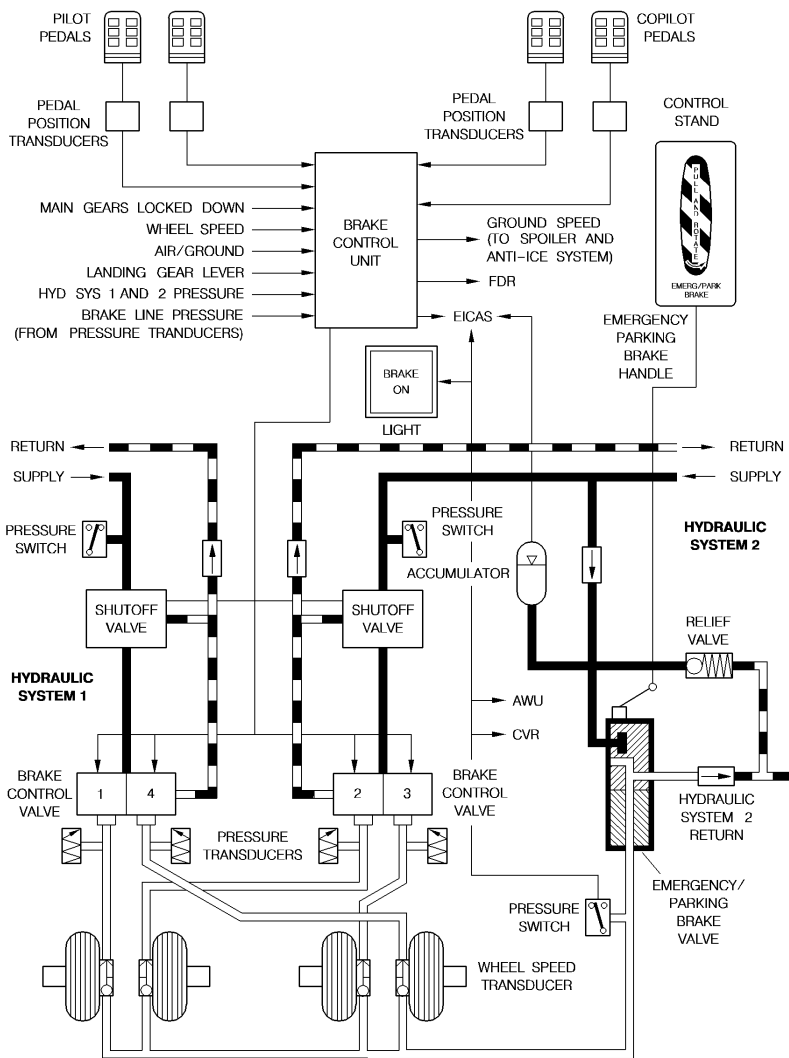 PILOT
PEDALS
COPILOT
PEDALS
PEDAL
POSITION
TRANSDUCERS
PEDAL
POSITION
TRANSDUCERS
CONTROL
STAND
PULL AND ROTATE
EMERG/PARK
BRAKE
MAIN GEARS LOCKED DOWN
WHEEL SPEED
AIR/GROUND
LANDING GEAR LEVER
HYD SYS 1 AND 2 PRESSURE
BRAKE LINE PRESSURE
(FROM PRESSURE TRANDUCERS)
BRAKE
CONTROL
UNIT
GROUND SPEED
(TO SPOILER AND
ANTI-ICE SYSTEM)
FDR
EICAS
EMERGENCY
PARKING
BRAKE
HANDLE
BRAKE
ON
LIGHT
RETURN
SUPPLY
RETURN
SUPPLY
PRESSURE
SWITCH
PRESSURE
SWITCH
HYDRAULIC
SYSTEM 2
ACCUMULATOR
SHUTOFF
VALVE
SHUTOFF
VALVE
RELIEF
VALVE
HYDRAULIC
SYSTEM 1
AWU
CVR
BRAKE
CONTROL
VALVE
1 4
2 3
BRAKE
CONTROL
VALVE
HYDRAULIC
SYSTEM 2
RETURN
PRESSURE
TRANSDUCERS
EMERGENCY/
PARKING
BRAKE
VALVE
PRESSURE
SWITCH
WHEEL SPEED
TRANSDUCER